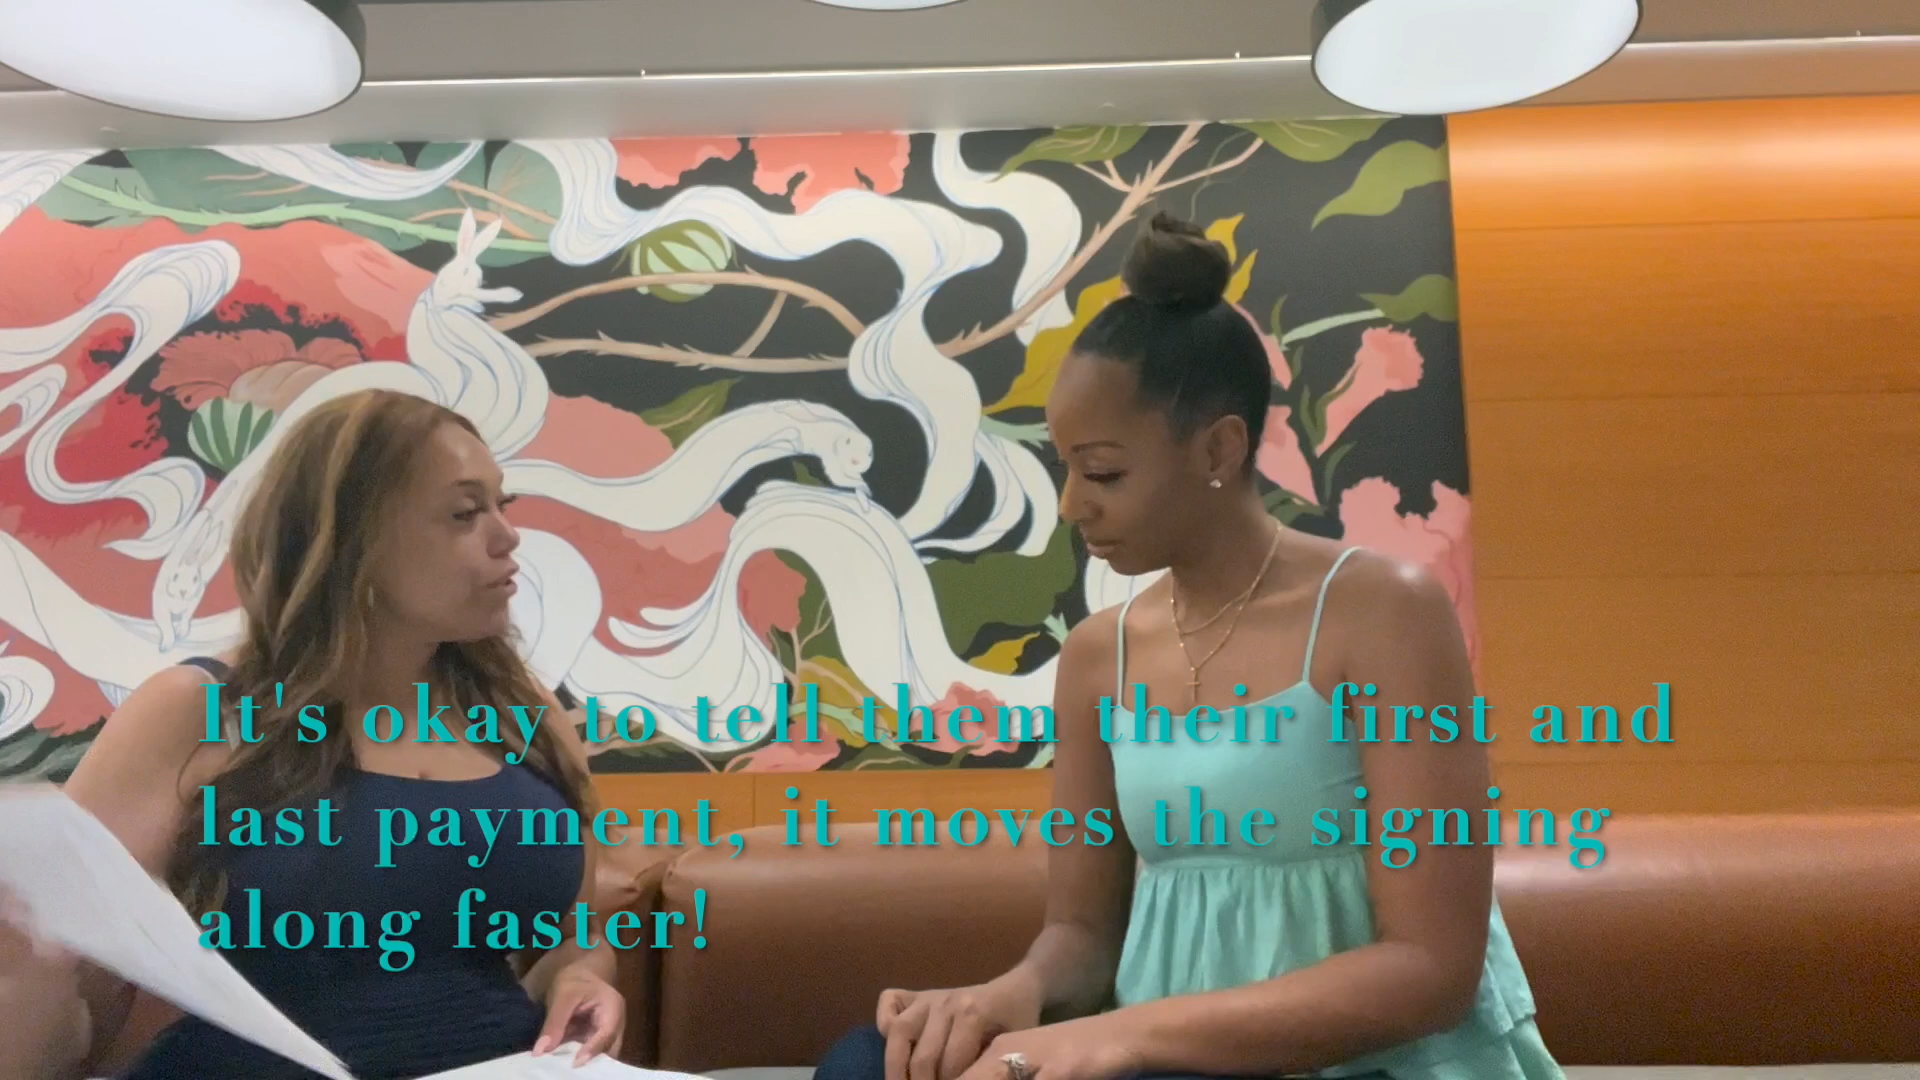 It's okay to tell them their first and
last payment, it moves the signing
along faster!